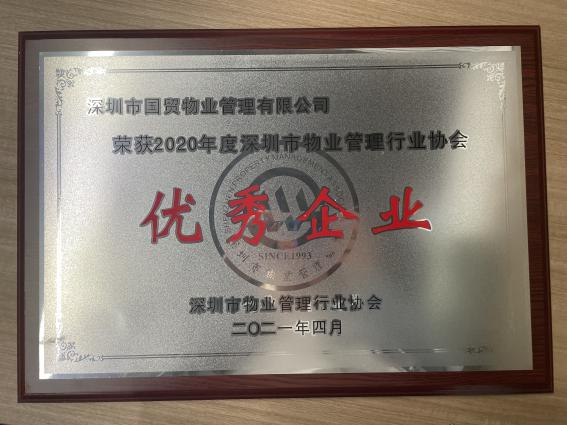 深圳市国贸物业管理有限公司
荣获2020年度深圳市物业管理行业协会
优秀企业
SINCE1993
深圳市物业管理行业协会
二〇二一年四月